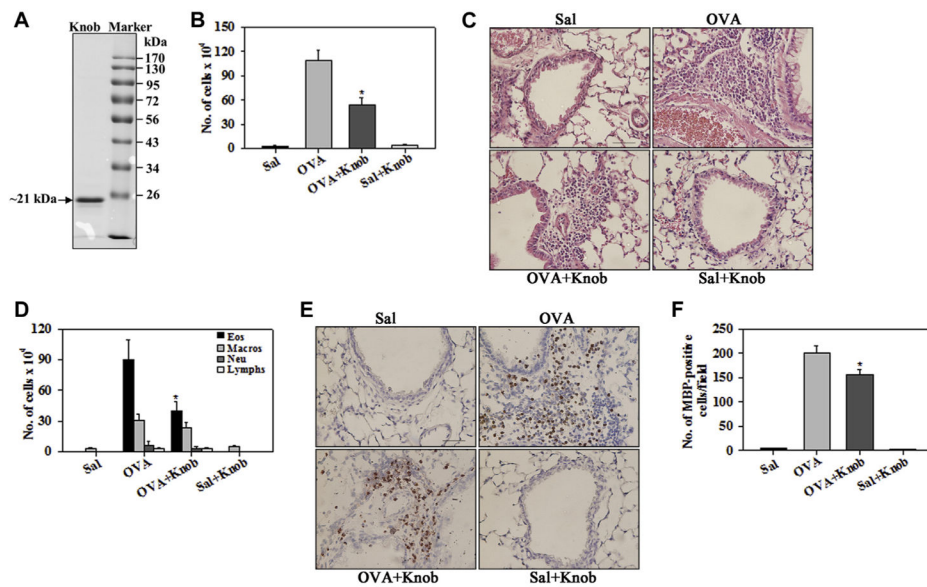 A
Knob Marker
kDa
170
130
95
72
56
43
34
26
~21 kDa
B
No. of cells x 10⁴
150
120
90
60
30
0
*
Sal
OVA
OVA+Knob
Sal+Knob
C
Sal
OVA
OVA+Knob
Sal+Knob
D
No. of cells x 10⁴
120
90
60
30
0
Eos
Macros
Neu
Lymphs
*
Sal
OVA
OVA+Knob
Sal+Knob
E
Sal
OVA
OVA+Knob
Sal+Knob
F
No. of MBP-positive
cells/field
250
200
150
100
50
0
*
Sal
OVA
OVA+Knob
Sal+Knob